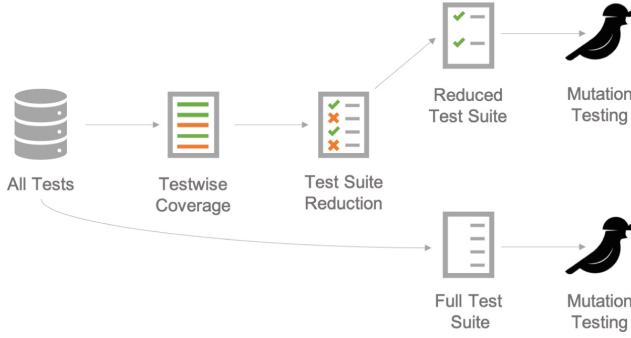 Reduced
Test Suite
Mutation
Testing
All Tests
Testwise
Coverage
Test Suite
Reduction
Full Test
Suite
Mutation
Testing